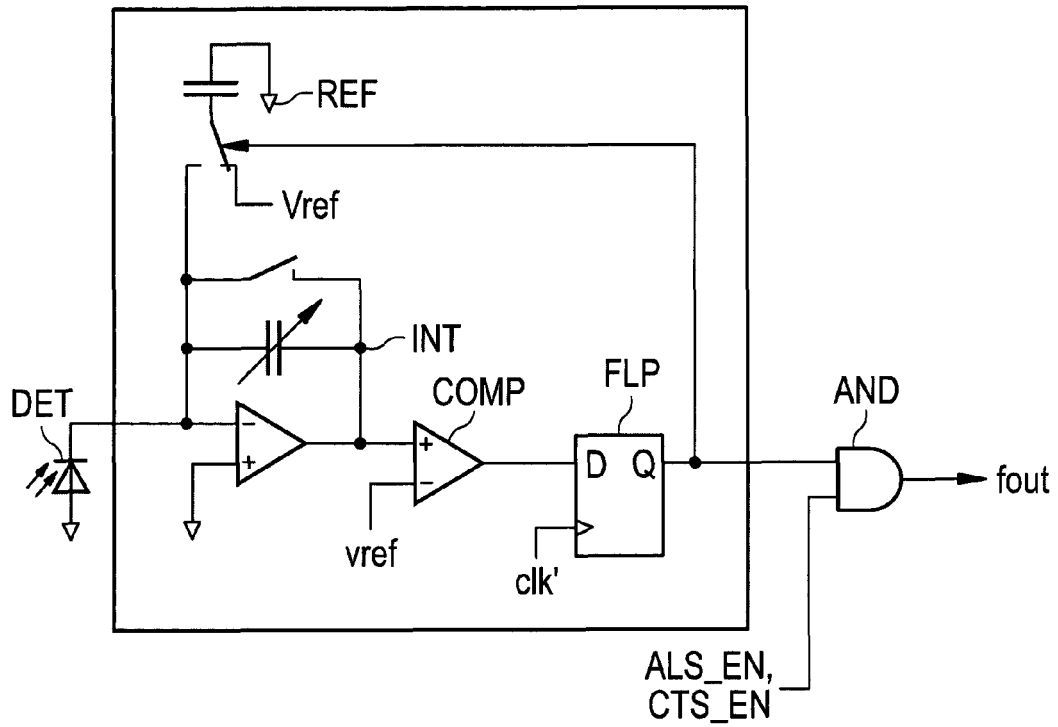 REF
Vref
INT
DET
COMP
FLP
AND
−
+
+
−
D Q
fout
vref
clk'
ALS_EN,
CTS_EN